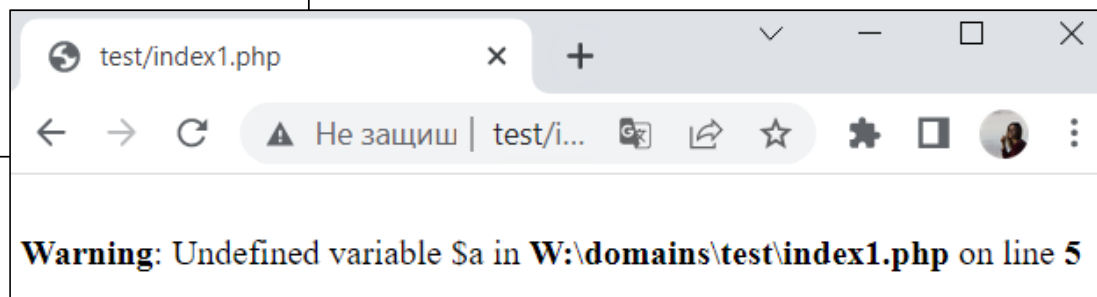 test/index1.php
Не защищ | test/i...
Warning: Undefined variable $a in W:\domains\test\index1.php on line 5